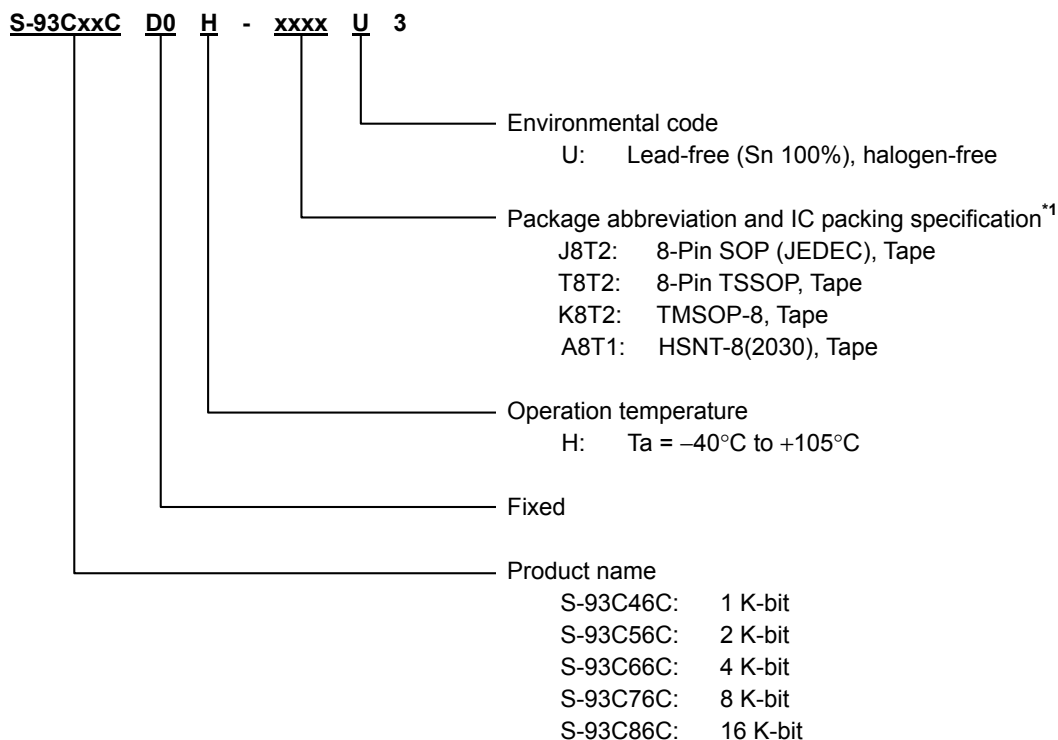 S-93CxxC D0 H - xxxx U 3
Environmental code
U: Lead-free (Sn 100%), halogen-free
Package abbreviation and IC packing specification*1
J8T2: 8-Pin SOP (JEDEC), Tape
T8T2: 8-Pin TSSOP, Tape
K8T2: TMSOP-8, Tape
A8T1: HSNT-8(2030), Tape
Operation temperature
H: Ta = −40°C to +105°C
Fixed
Product name
S-93C46C: 1 K-bit
S-93C56C: 2 K-bit
S-93C66C: 4 K-bit
S-93C76C: 8 K-bit
S-93C86C: 16 K-bit